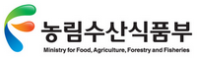 농림수산식품부
Ministry for Food, Agriculture, Forestry and Fisheries